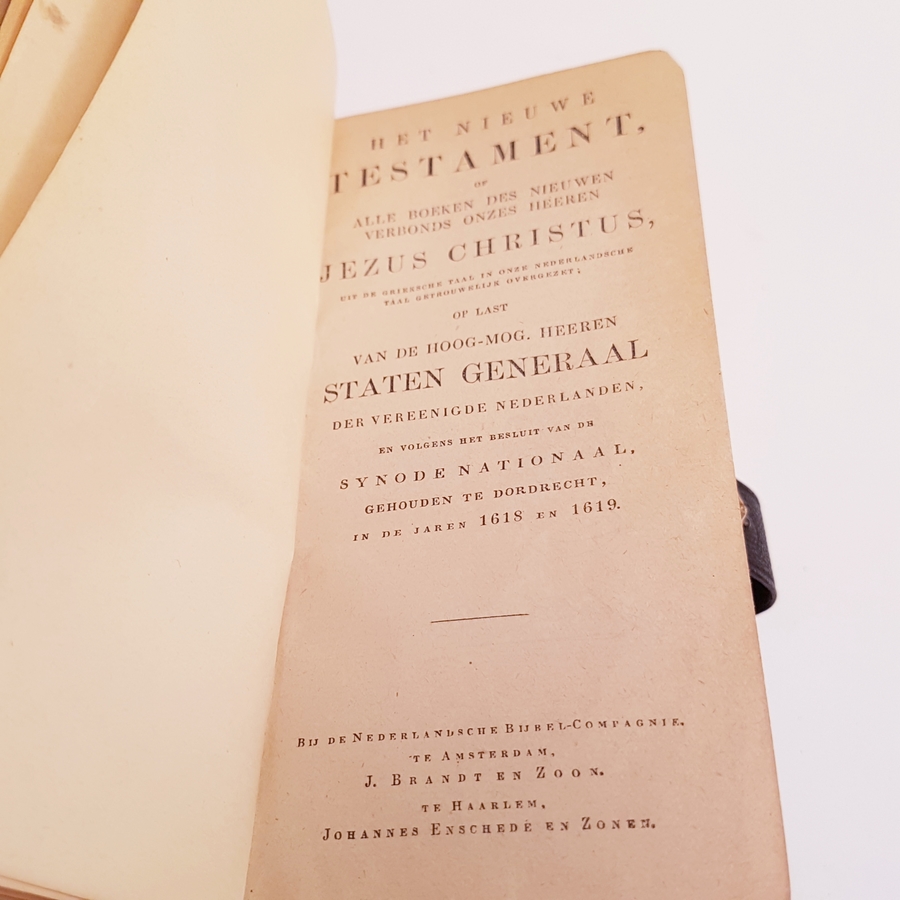 HET NIEUWE
TESTAMENT,
OF
ALLE BOEKEN DES NIEUWEN
VERBONDS ONZES HEEREN
JEZUS CHRISTUS,
UIT DE GRIEKSCHE TAAL IN ONZE NEDERLANDSCHE
TAAL GETROUWELIJK OVERGEZET;
OP LAST
VAN DE HOOG-MOG. HEEREN
STATEN GENERAAL
DER VEREENIGDE NEDERLANDEN,
EN VOLGENS HET BESLUIT VAN DE
SYNODE NATIONAAL,
GEHOUDEN TE DORDRECHT,
IN DE JAREN 1618 EN 1619.
BIJ DE NEDERLANDSCHE BIJBEL-COMPAGNIE.
TE AMSTERDAM,
J. BRANDT EN ZOON.
TE HAARLEM,
JOHANNES ENSCHEDE EN ZONEN.